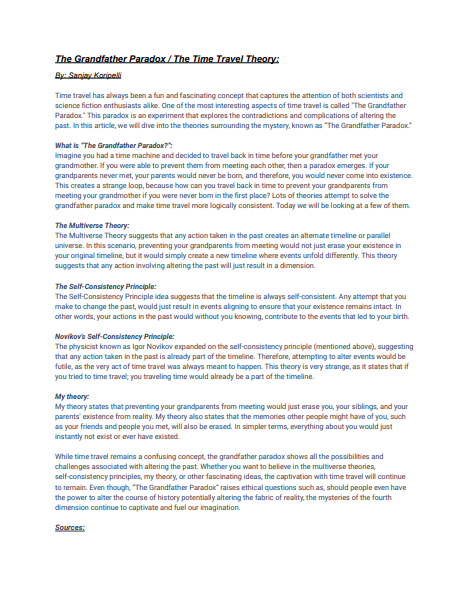 The Grandfather Paradox / The Time Travel Theory:
By: Sanjay Koripelli
Time travel has always been a fun and fascinating concept that captures the attention of both scientists and
science fiction enthusiasts alike. One of the most interesting aspects of time travel is called "The Grandfather
Paradox." This paradox is an experiment that explores the contradictions and complications of altering the
past. In this article, we will dive into the theories surrounding the mystery, known as "The Grandfather Paradox."
What is "The Grandfather Paradox?":
Imagine you had a time machine and decided to travel back in time before your grandfather met your
grandmother. If you were able to prevent them from meeting each other, then a paradox emerges. If your
grandparents never met, your parents would never be born, and therefore, you would never come into existence.
This creates a strange loop, because how can you travel back in time to prevent your grandparents from
meeting your grandmother if you were never born in the first place? Lots of theories attempt to solve the
grandfather paradox and make time travel more logically consistent. Today we will be looking at a few of them.
The Multiverse Theory:
The Multiverse Theory suggests that any action taken in the past creates an alternate timeline or parallel
universe. In this scenario, preventing your grandparents from meeting would not just erase your existence in
your original timeline, but it would simply create a new timeline where events unfold differently. This theory
suggests that any action involving altering the past will just result in a dimension.
The Self-Consistency Principle:
The Self-Consistency Principle idea suggests that the timeline is always self-consistent. Any attempt that you
make to change the past, would just result in events aligning to ensure that your existence remains intact. In
other words, your actions in the past would without you knowing, contribute to the events that led to your birth.
Novikov's Self-Consistency Principle:
The physicist known as Igor Novikov expanded on the self-consistency principle (mentioned above), suggesting
that any action taken in the past is already part of the timeline. Therefore, attempting to alter events would be
futile, as the very act of time travel was always meant to happen. This theory is very strange, as it states that if
you tried to time travel; you traveling time would already be a part of the timeline.
My theory:
My theory states that preventing your grandparents from meeting would just erase you, your siblings, and your
parents' existence from reality. My theory also states that the memories other people might have of you, such
as your friends and people you met, will also be erased. In simpler terms, everything about you would just
instantly not exist or ever have existed.
While time travel remains a confusing concept, the grandfather paradox shows all the possibilities and
challenges associated with altering the past. Whether you want to believe in the multiverse theories,
self-consistency principles, my theory, or other fascinating ideas, the captivation with time travel will continue
to remain. Even though, "The Grandfather Paradox" raises ethical questions such as, should people even have
the power to alter the course of history potentially altering the fabric of reality, the mysteries of the fourth
dimension continue to captivate and fuel our imagination.
Sources: